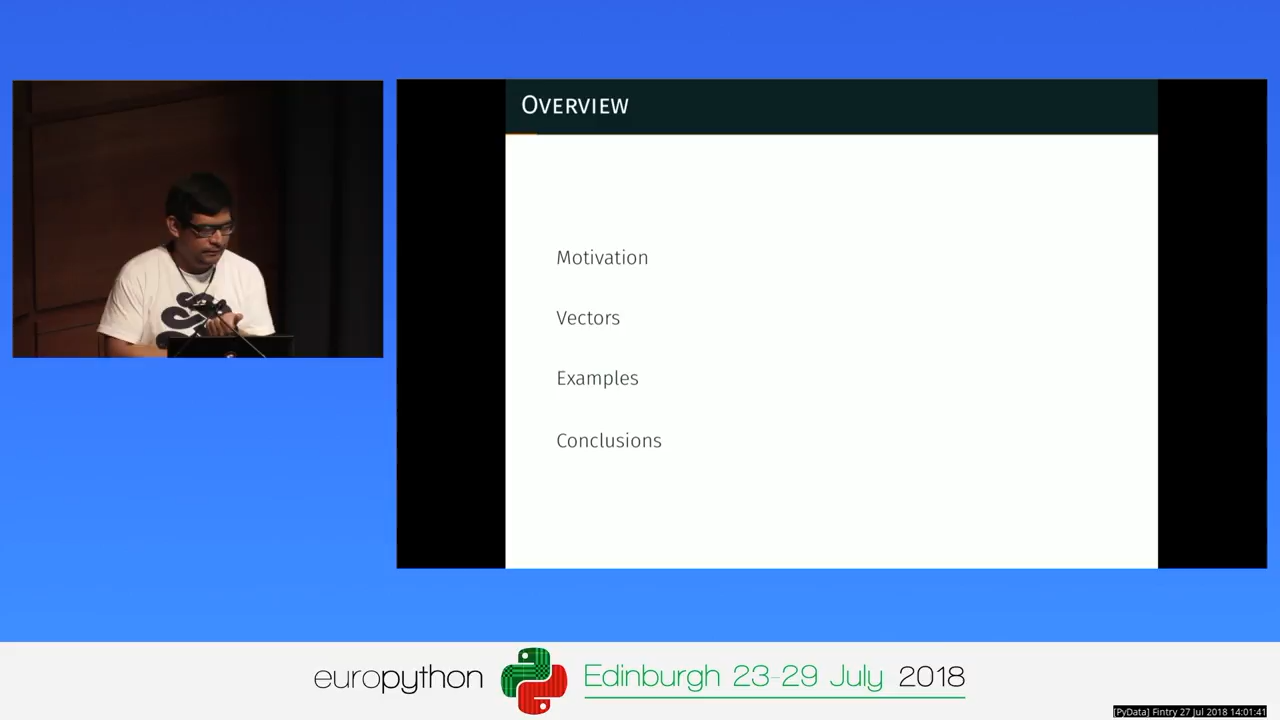 OVERVIEW
Motivation
Vectors
Examples
Conclusions
europython
Edinburgh 23-29 July 2018
[PyData] Fintry 27 Jul 2018 14:01:41